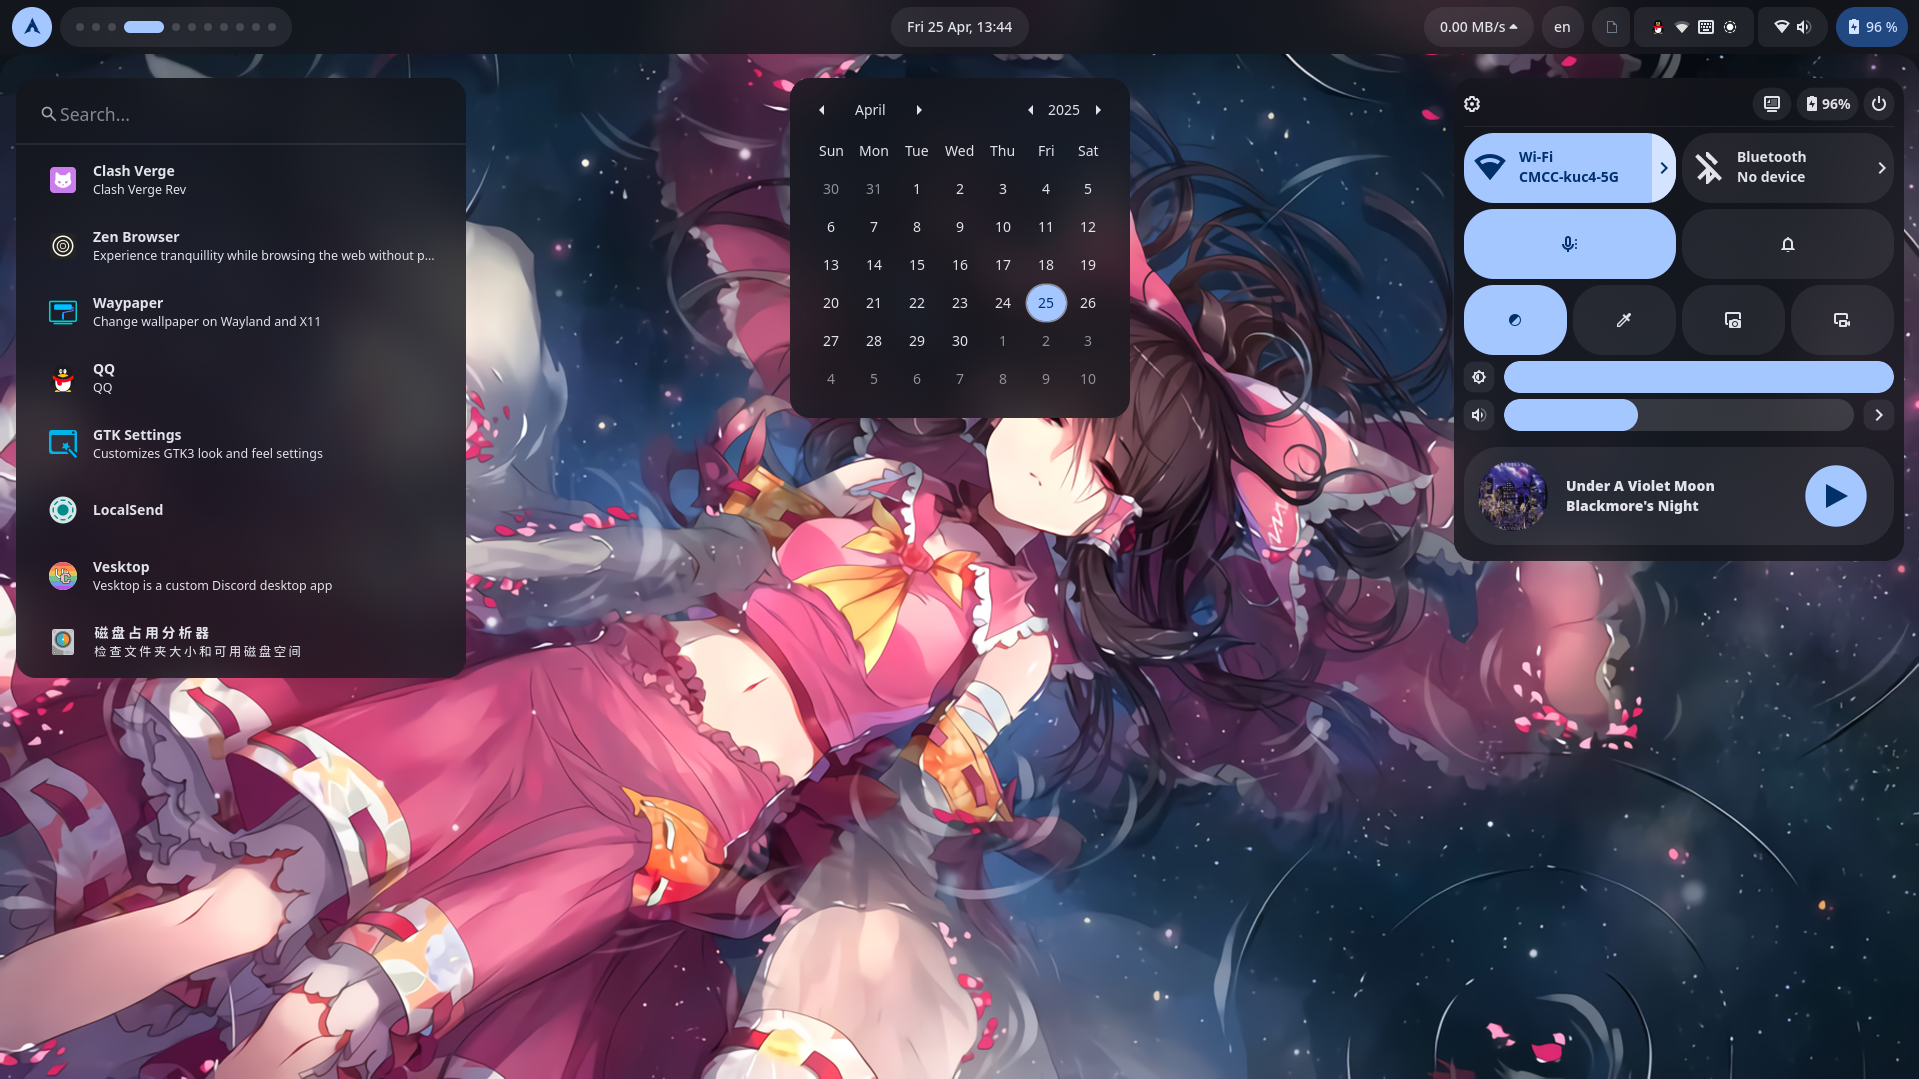 Fri 25 Apr, 13:44
0.00 MB/s
en
96 %
Search...
Clash Verge
Clash Verge Rev
Zen Browser
Experience tranquillity while browsing the web without p...
Waypaper
Change wallpaper on Wayland and X11
QQ
QQ
GTK Settings
Customizes GTK3 look and feel settings
LocalSend
Vesktop
Vesktop is a custom Discord desktop app
磁盘占用分析器
检查文件夹大小和可用磁盘空间
April 2025
Sun Mon Tue Wed Thu Fri Sat
30 31 1 2 3 4 5
6 7 8 9 10 11 12
13 14 15 16 17 18 19
20 21 22 23 24 25 26
27 28 29 30 1 2 3
4 5 6 7 8 9 10
96%
Wi-Fi
CMCC-kuc4-5G
Bluetooth
No device
Under A Violet Moon
Blackmore's Night